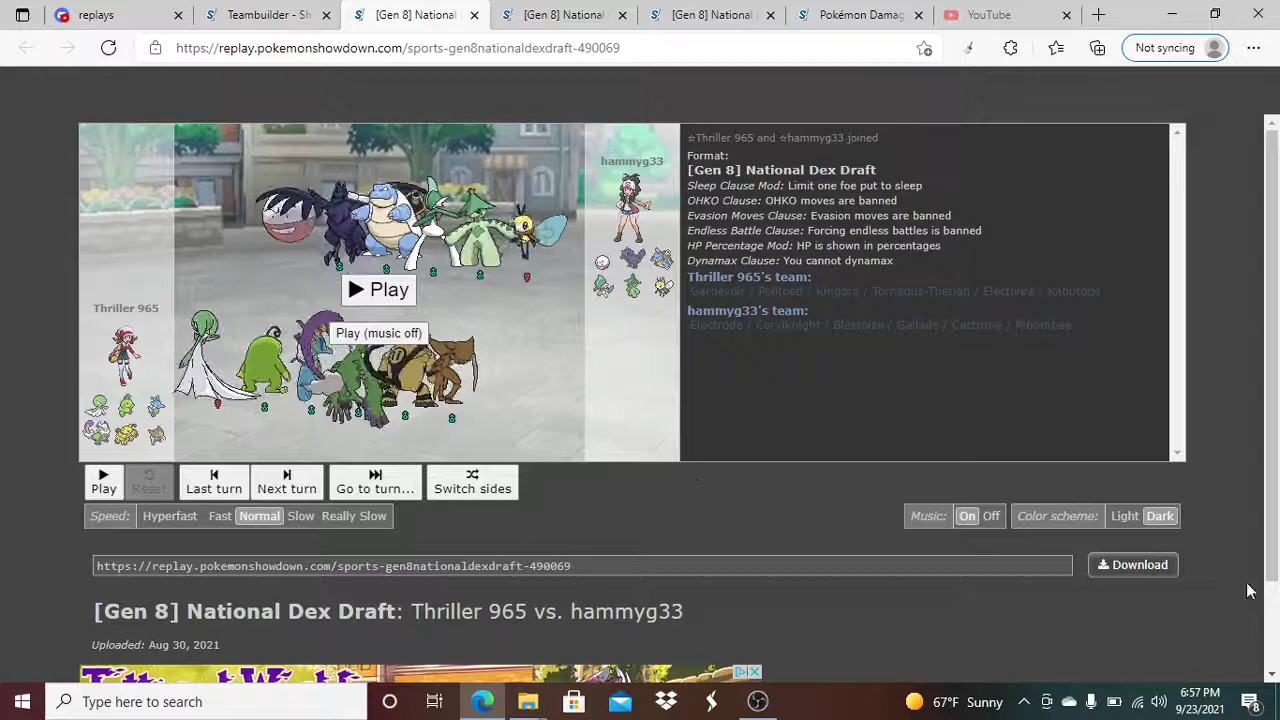 replays
Teambuilder - Sh
[Gen 8] National
[Gen 8] National
[Gen 8] National
Pokémon Damag
YouTube
https://replay.pokemonshowdown.com/sports-gen8nationaldexdraft-490069
Not syncing
Thriller 965
hammyg33
Play
Play (music off)
☆Thriller 965 and ☆hammyg33 joined
Format:
[Gen 8] National Dex Draft
Sleep Clause Mod: Limit one foe put to sleep
OHKO Clause: OHKO moves are banned
Evasion Moves Clause: Evasion moves are banned
Endless Battle Clause: Forcing endless battles is banned
HP Percentage Mod: HP is shown in percentages
Dynamax Clause: You cannot dynamax
Thriller 965's team:
Gardevoir / Politoed / Kingdra / Tornadus-Therian / Electivire / Kabutops
hammyg33's team:
Electrode / Corviknight / Blastoise / Gallade / Cacturne / Ribombee
Play
Reset
Last turn
Next turn
Go to turn...
Switch sides
Speed: Hyperfast Fast Normal Slow Really Slow
Music: On Off
Color scheme: Light Dark
https://replay.pokemonshowdown.com/sports-gen8nationaldexdraft-490069
Download
[Gen 8] National Dex Draft: Thriller 965 vs. hammyg33
Uploaded: Aug 30, 2021
Type here to search
67°F Sunny
6:57 PM
9/23/2021
8